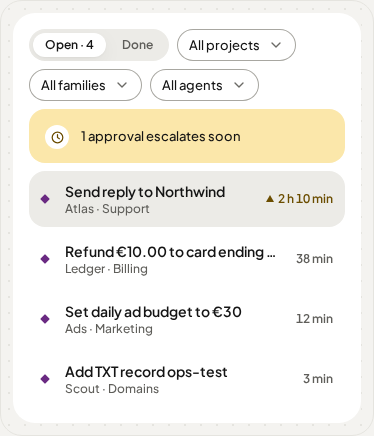 Open · 4
Done
All projects
All families
All agents
1 approval escalates soon
Send reply to Northwind
2 h 10 min
Atlas · Support
Refund €10.00 to card ending ...
38 min
Ledger · Billing
Set daily ad budget to €30
12 min
Ads · Marketing
Add TXT record ops-test
3 min
Scout · Domains